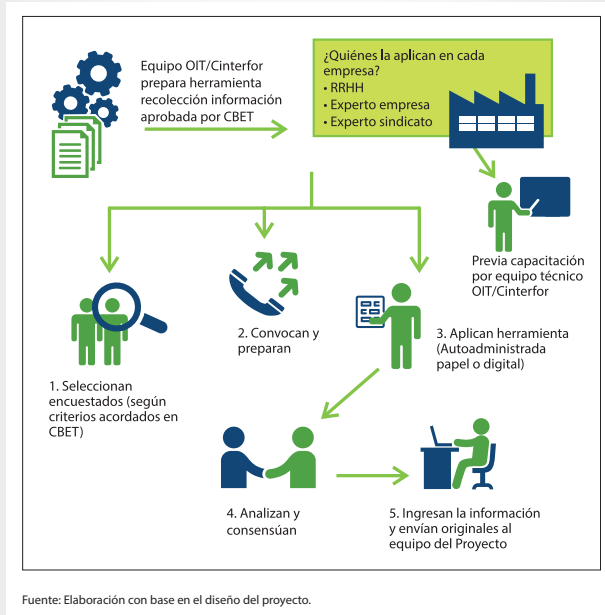 Equipo OIT/Cinterfor
prepara herramienta
recolección información
aprobada por CBET
¿Quiénes la aplican en cada
empresa?
• RRHH
• Experto empresa
• Experto sindicato
Previa capacitación
por equipo técnico
OIT/Cinterfor
1. Seleccionan
encuestados (según
criterios acordados en
CBET)
2. Convocan y
preparan
3. Aplican herramienta
(Autoadministrada
papel o digital)
4. Analizan y
consensúan
5. Ingresan la información
y envían originales al
equipo del Proyecto
Fuente: Elaboración con base en el diseño del proyecto.